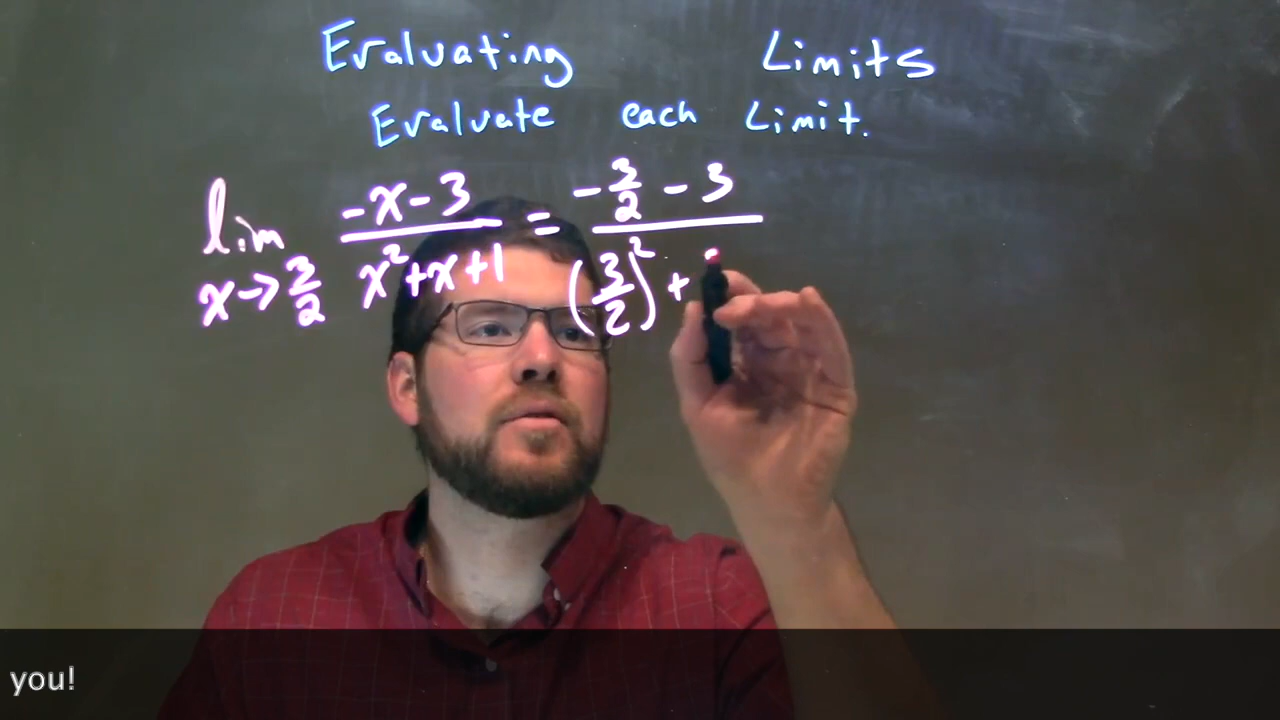 Evaluating Limits
Evaluate each Limit.
lim x→3/2 (-x-3)/(x²+x+1) = (-3/2 - 3)/((3/2)² +
you!